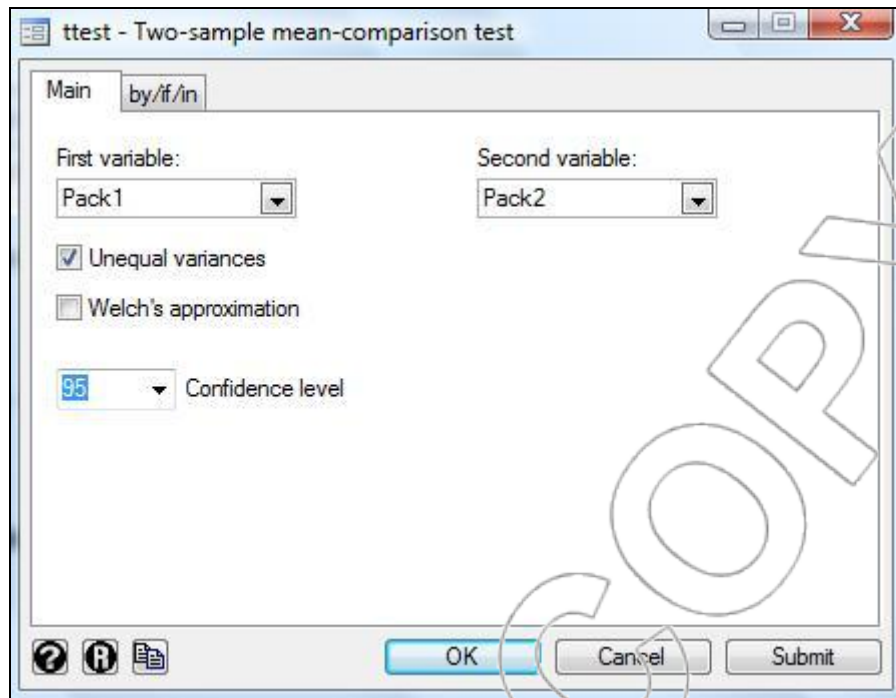 ttest - Two-sample mean-comparison test
Main by/if/in
First variable: Second variable:
Pack1 Pack2
Unequal variances
Welch's approximation
95 Confidence level
OK Cancel Submit
COPY